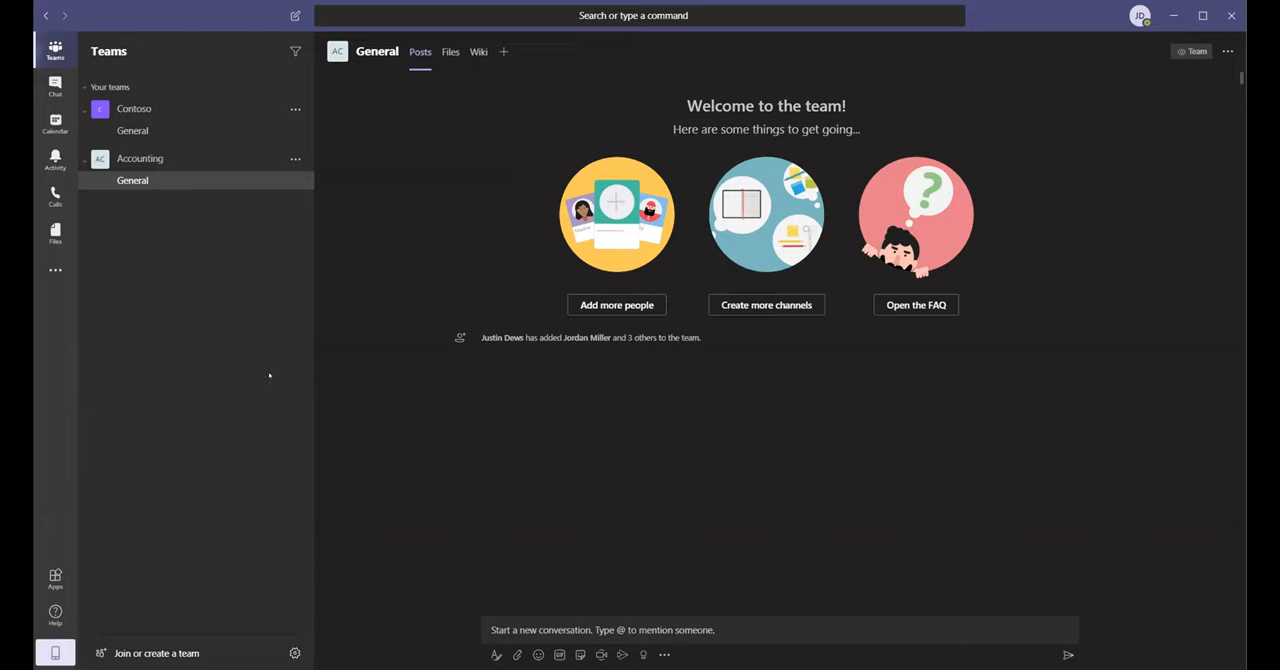 Search or type a command
JD
Teams
Chat
Calendar
Activity
Calls
Files
Apps
Help
Teams
Your teams
C
Contoso
General
AC
Accounting
General
Join or create a team
AC
General
Posts
Files
Wiki
Team
Welcome to the team!
Here are some things to get going...
Add more people
Create more channels
Open the FAQ
Justin Dews has added Jordan Miller and 3 others to the team.
Start a new conversation. Type @ to mention someone.
GIF